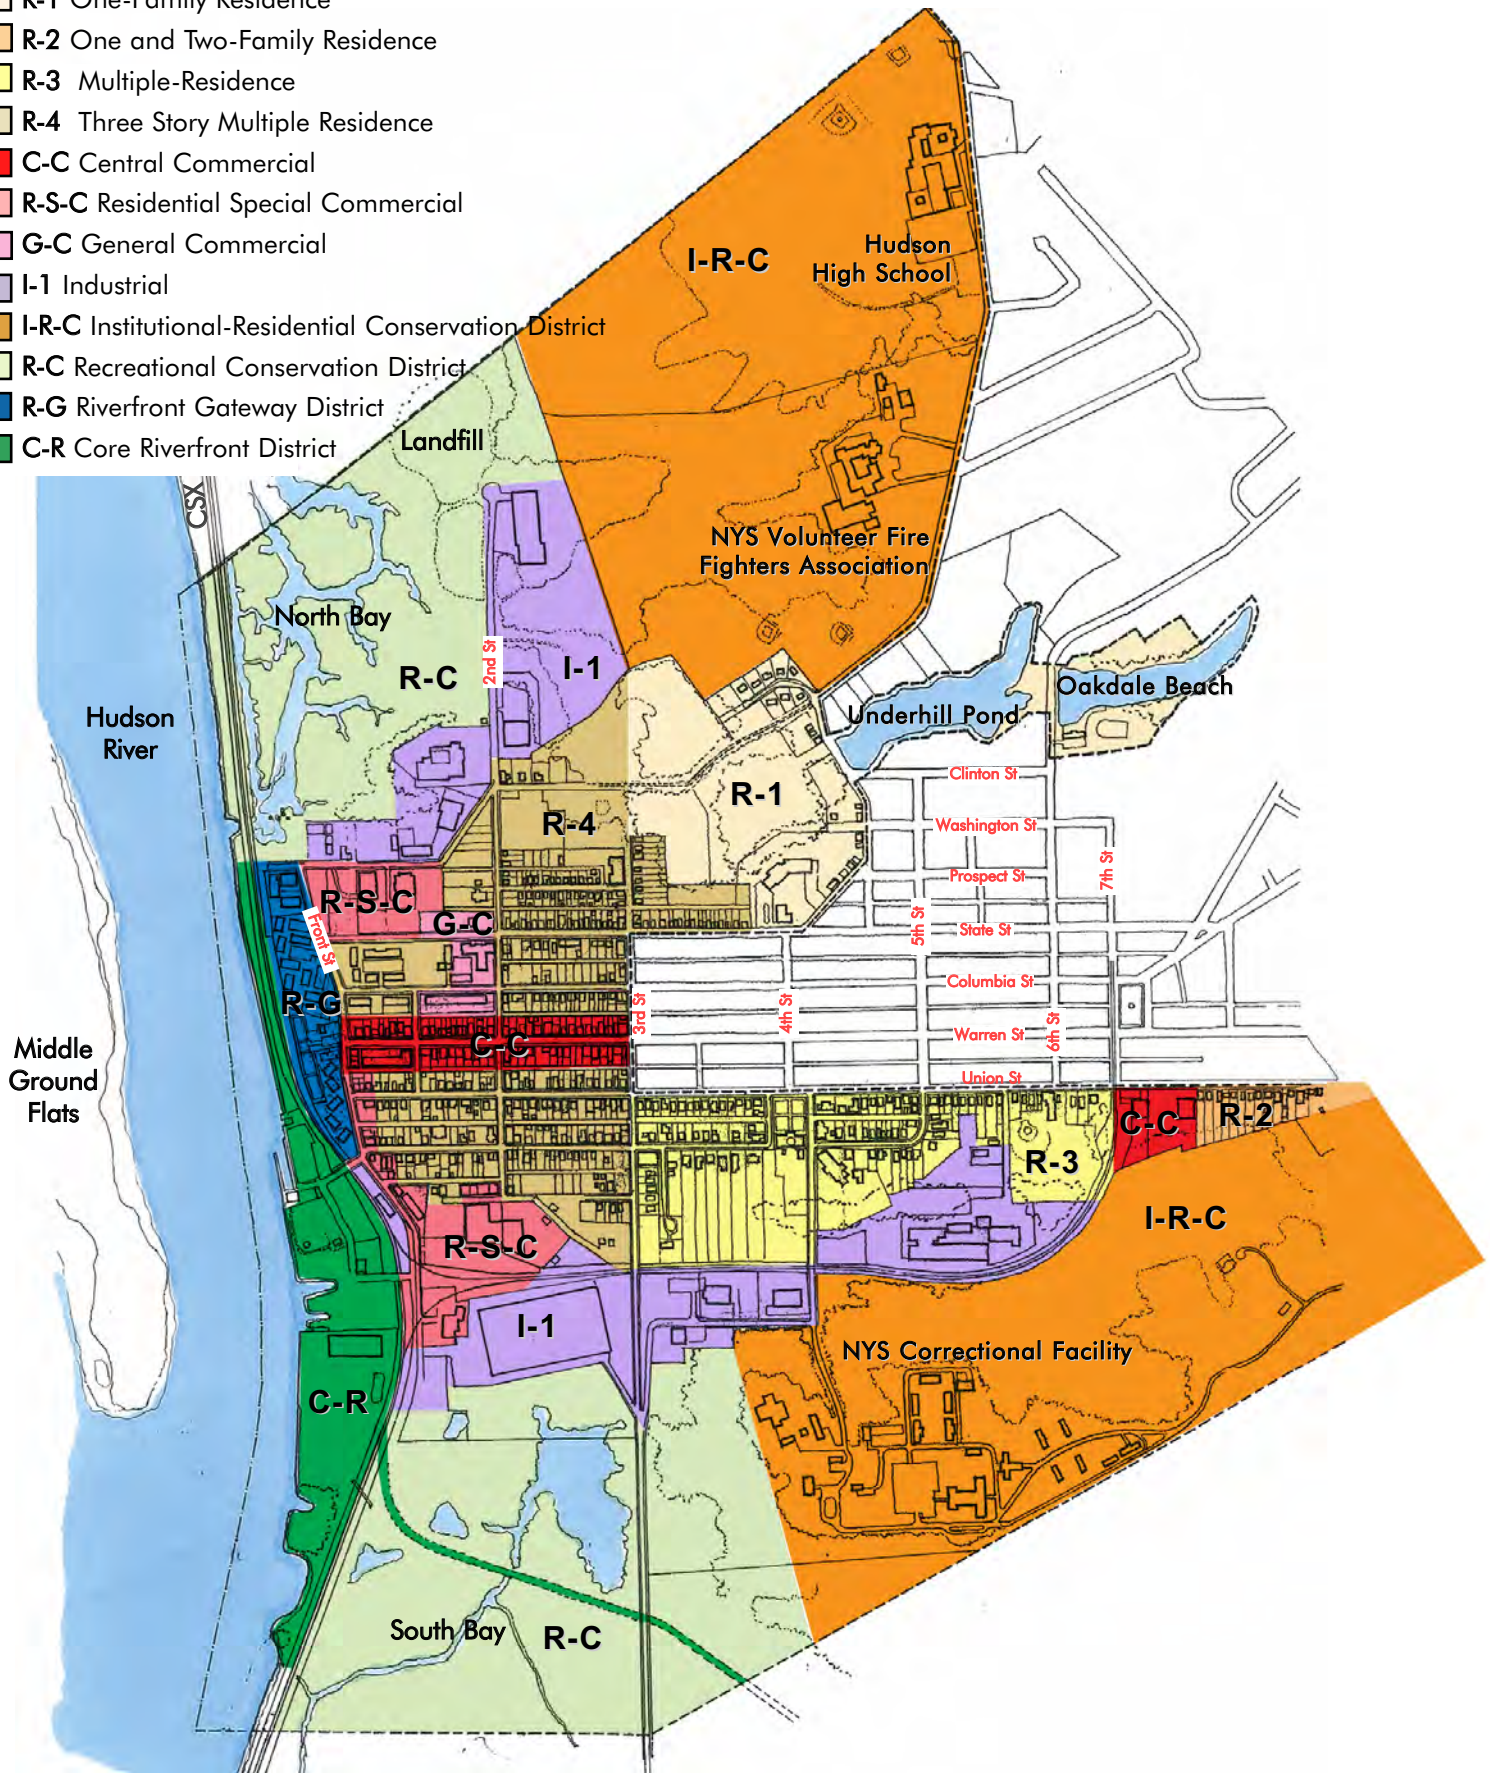 R-1 One-Family Residence
R-2 One and Two-Family Residence
R-3 Multiple-Residence
R-4 Three Story Multiple Residence
C-C Central Commercial
R-S-C Residential Special Commercial
G-C General Commercial
I-1 Industrial
I-R-C Institutional-Residential Conservation District
R-C Recreational Conservation District
R-G Riverfront Gateway District
C-R Core Riverfront District
I-R-C
Hudson
High School
Landfill
CSX
NYS Volunteer Fire
Fighters Association
North Bay
R-C
2nd St
I-1
Hudson
River
Oakdale Beach
Underhill Pond
Clinton St
R-1
R-4
Washington St
7th St
Prospect St
R-S-C
G-C
Front St
5th St
State St
Columbia St
R-G
3rd St
4th St
6th St
Warren St
C-C
Middle
Ground
Flats
Union St
C-C
R-2
R-3
I-R-C
R-S-C
I-1
NYS Correctional Facility
C-R
South Bay
R-C